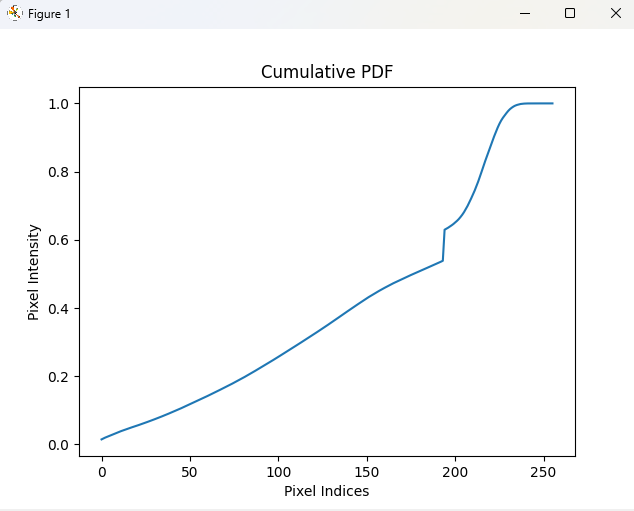 Figure 1
Cumulative PDF
1.0
0.8
0.6
0.4
0.2
0.0
Pixel Intensity
0 50 100 150 200 250
Pixel Indices